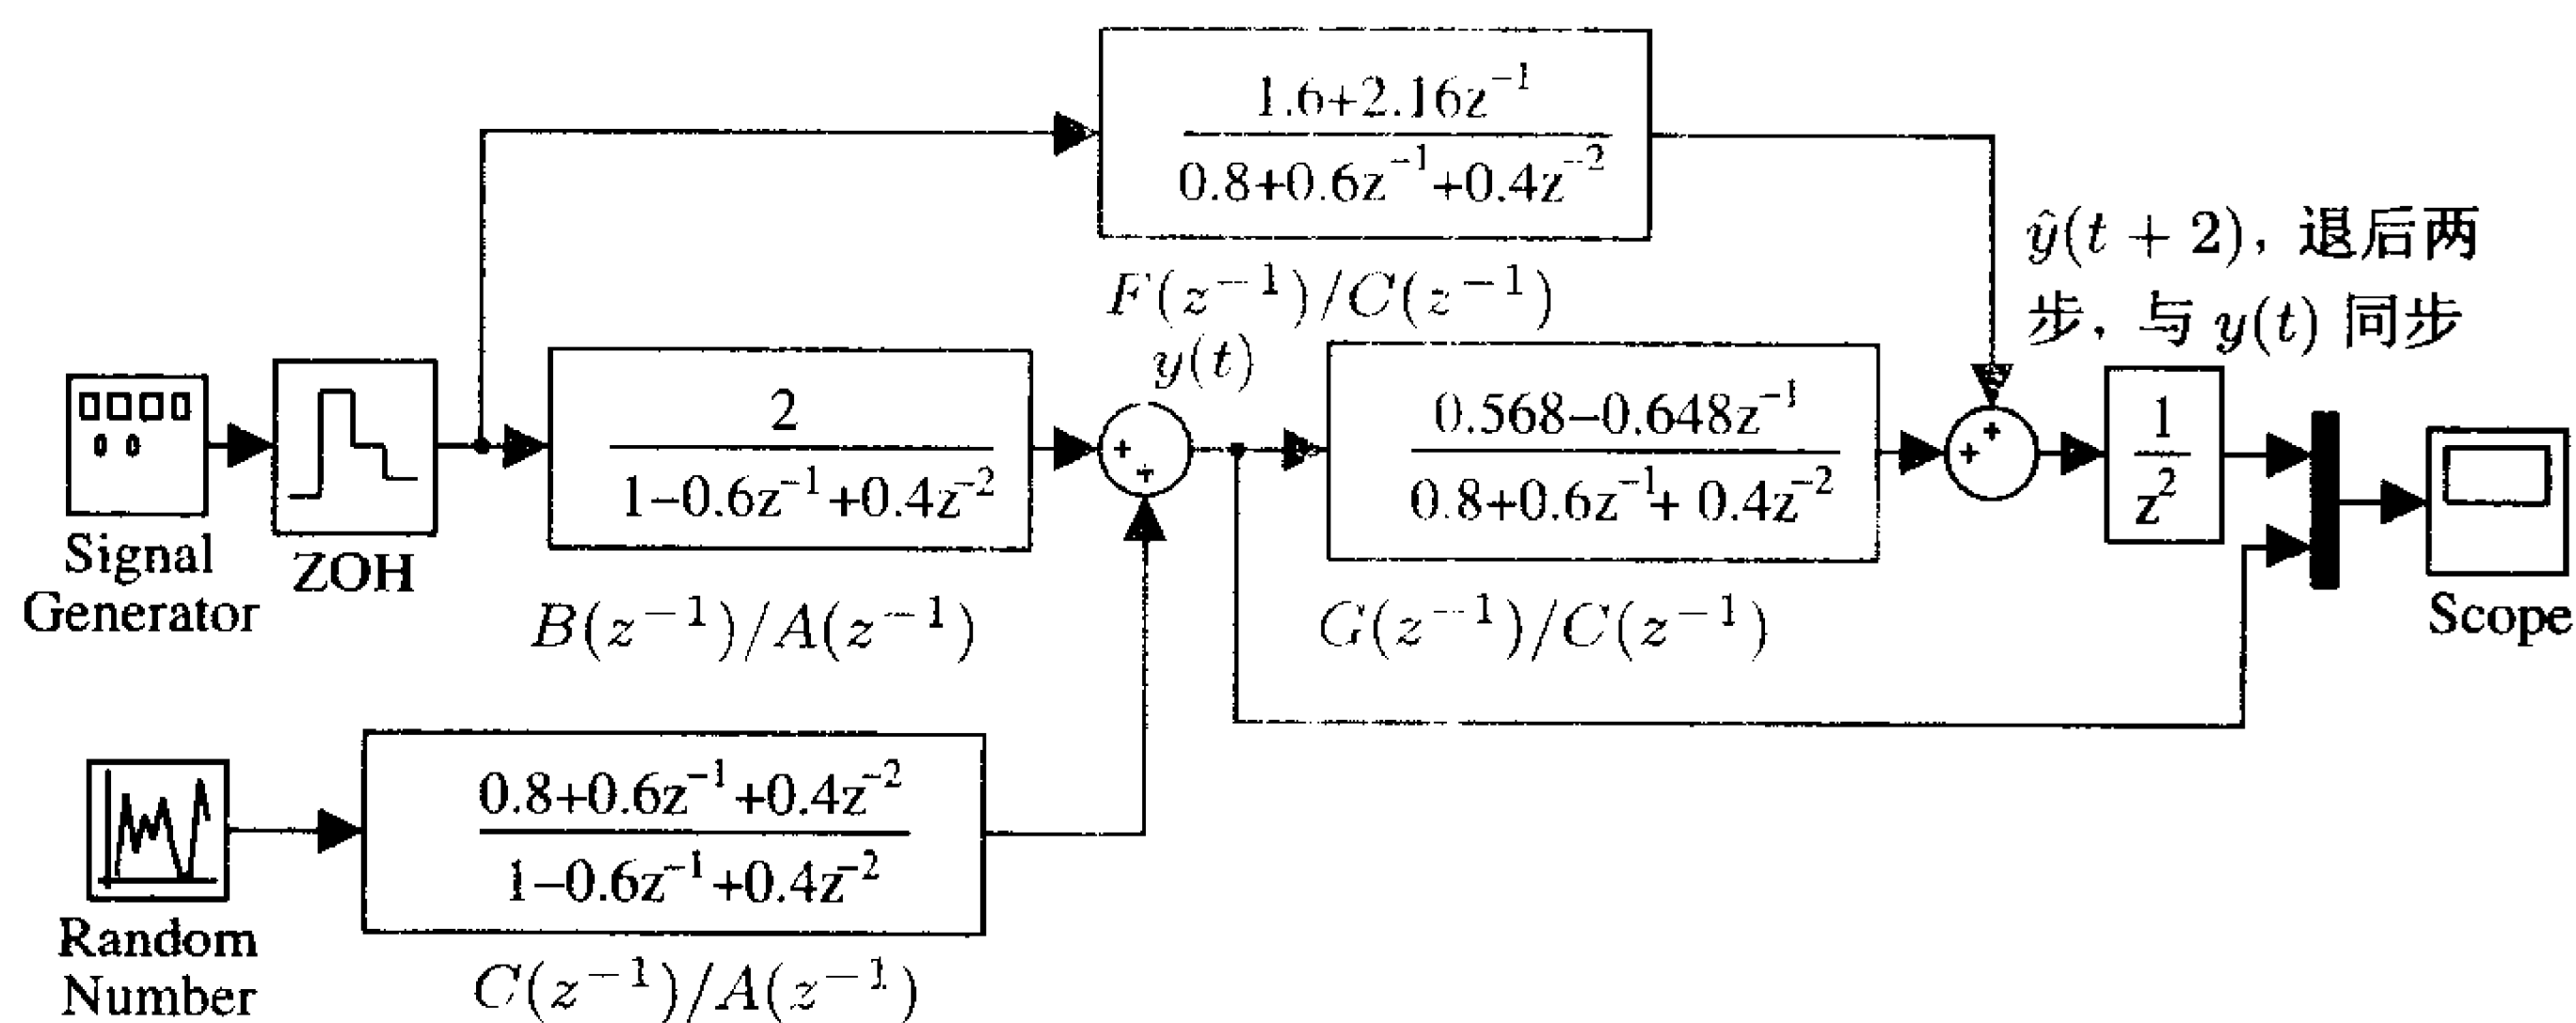 1.6+2.16z⁻¹
0.8+0.6z⁻¹+0.4z⁻²
F(z⁻¹)/C(z⁻¹)
ŷ(t + 2), 退后两
步, 与 y(t) 同步
y(t)
2
1−0.6z⁻¹+0.4z⁻²
B(z⁻¹)/A(z⁻¹)
0.568−0.648z⁻¹
0.8+0.6z⁻¹+ 0.4z⁻²
G(z⁻¹)/C(z⁻¹)
1
z²
Signal
Generator
ZOH
+
+
+
+
Scope
0.8+0.6z⁻¹+0.4z⁻²
1−0.6z⁻¹+0.4z⁻²
C(z⁻¹)/A(z⁻¹)
Random
Number